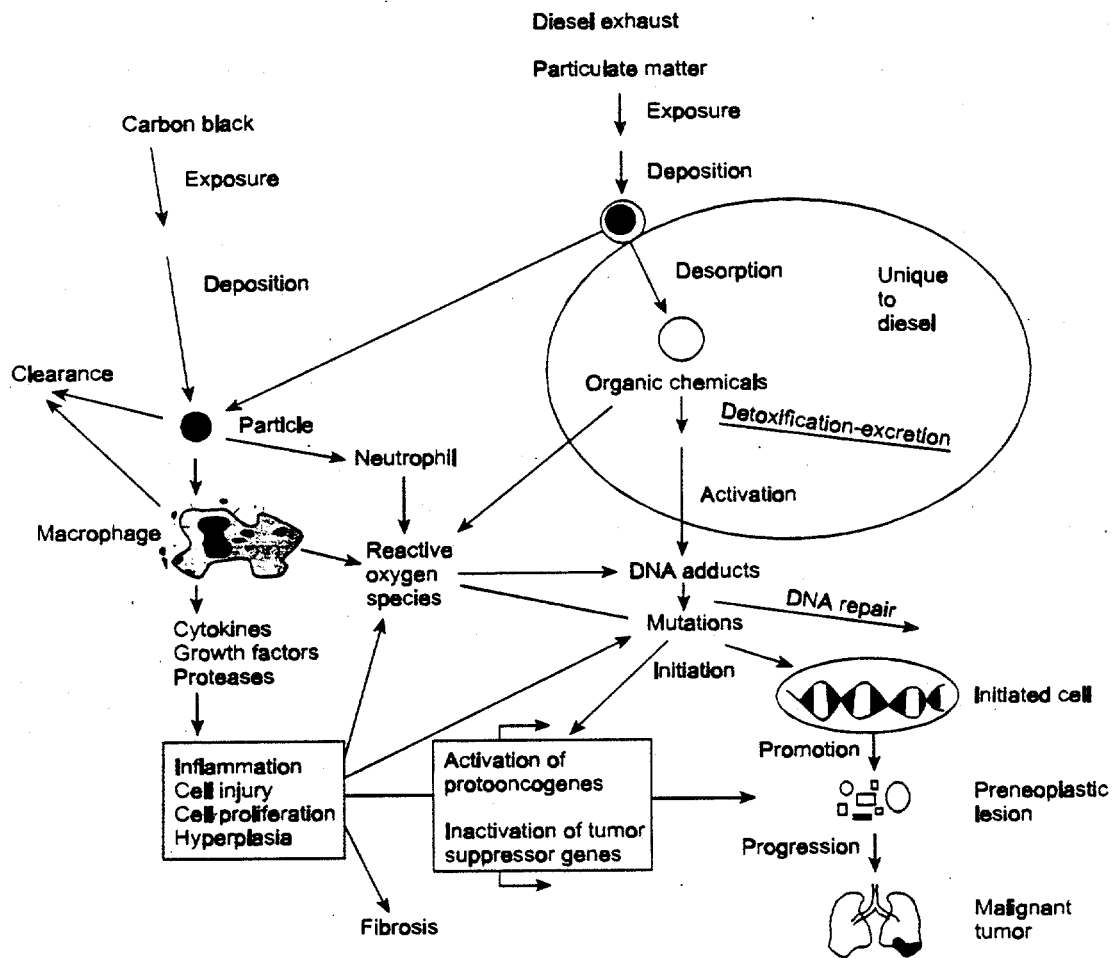 Diesel exhaust
Particulate matter
Exposure
Carbon black
Exposure
Deposition
Desorption
Unique
to
diesel
Deposition
Clearance
Organic chemicals
Detoxification-excretion
Particle
Neutrophil
Activation
Macrophage
Reactive
oxygen
species
DNA adducts
DNA repair
Mutations
Cytokines
Growth factors
Proteases
Initiation
Initiated cell
Promotion
Inflammation
Cell injury
Cell proliferation
Hyperplasia
Activation of
protooncogenes
Inactivation of tumor
suppressor genes
Preneoplastic
lesion
Progression
Fibrosis
Malignant
tumor